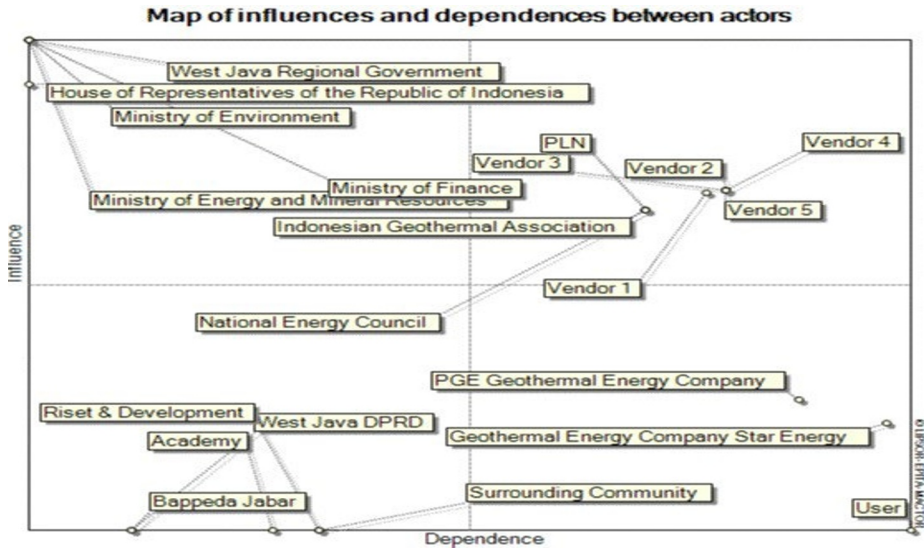 Map of influences and dependences between actors
West Java Regional Government
House of Representatives of the Republic of Indonesia
Ministry of Environment
PLN
Vendor 4
Vendor 3
Vendor 2
Ministry of Finance
Ministry of Energy and Mineral Resources
Vendor 5
Indonesian Geothermal Association
Influence
Vendor 1
National Energy Council
PGE Geothermal Energy Company
Riset & Development
West Java DPRD
Academy
Geothermal Energy Company Star Energy
Bappeda Jabar
Surrounding Community
User
Dependence
© LIPSOR-EPITA-MACTOR